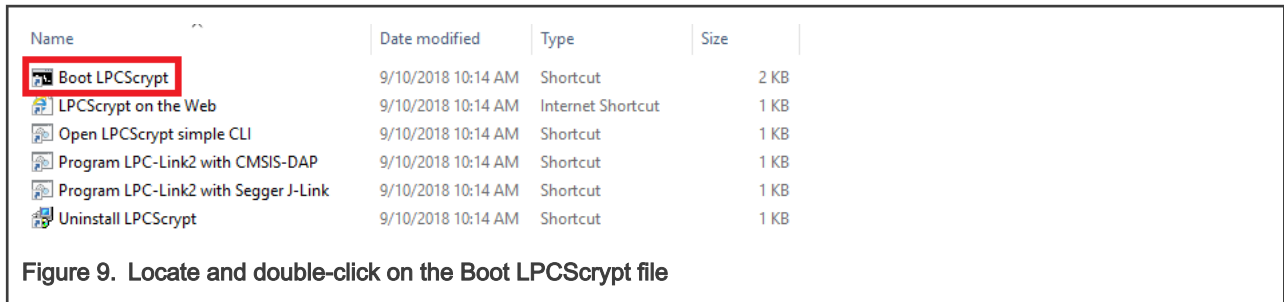 Name Date modified Type Size
Boot LPCScrypt 9/10/2018 10:14 AM Shortcut 2 KB
LPCScrypt on the Web 9/10/2018 10:14 AM Internet Shortcut 1 KB
Open LPCScrypt simple CLI 9/10/2018 10:14 AM Shortcut 1 KB
Program LPC-Link2 with CMSIS-DAP 9/10/2018 10:14 AM Shortcut 1 KB
Program LPC-Link2 with Segger J-Link 9/10/2018 10:14 AM Shortcut 1 KB
Uninstall LPCScrypt 9/10/2018 10:14 AM Shortcut 1 KB
Figure 9. Locate and double-click on the Boot LPCScrypt file